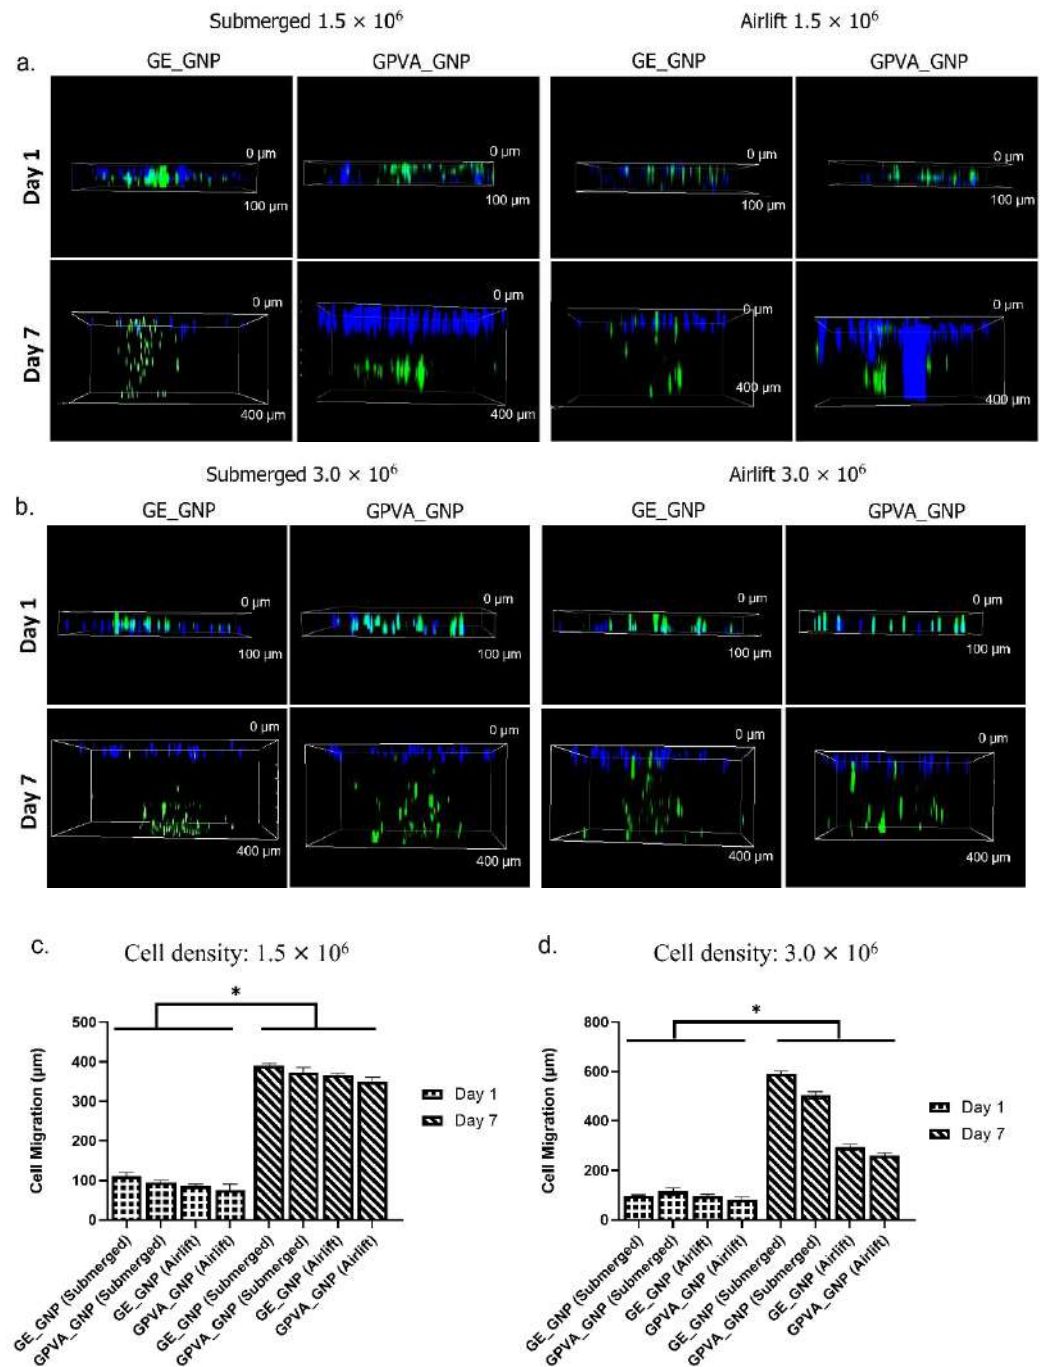 Submerged 1.5 × 10⁶ Airlift 1.5 × 10⁶
a.
GE_GNP GPVA_GNP GE_GNP GPVA_GNP
Day 1
0 µm 0 µm 0 µm 0 µm
100 µm 100 µm 100 µm 100 µm
Day 7
0 µm 0 µm 0 µm 0 µm
400 µm 400 µm 400 µm 400 µm
Submerged 3.0 × 10⁶ Airlift 3.0 × 10⁶
b.
GE_GNP GPVA_GNP GE_GNP GPVA_GNP
Day 1
0 µm 0 µm 0 µm 0 µm
100 µm 100 µm 100 µm 100 µm
Day 7
0 µm 0 µm 0 µm 0 µm
400 µm 400 µm 400 µm 400 µm
c.
Cell density: 1.5 × 10⁶
*
Cell Migration (µm)
500
400
300
200
100
0
Day 1
Day 7
GE_GNP (Submerged)
GPVA_GNP (Submerged)
GE_GNP (Airlift)
GPVA_GNP (Airlift)
GE_GNP (Submerged)
GPVA_GNP (Submerged)
GE_GNP (Airlift)
GPVA_GNP (Airlift)
d.
Cell density: 3.0 × 10⁶
*
Cell Migration (µm)
800
600
400
200
0
Day 1
Day 7
GE_GNP (Submerged)
GPVA_GNP (Submerged)
GE_GNP (Airlift)
GPVA_GNP (Airlift)
GE_GNP (Submerged)
GPVA_GNP (Submerged)
GE_GNP (Airlift)
GPVA_GNP (Airlift)